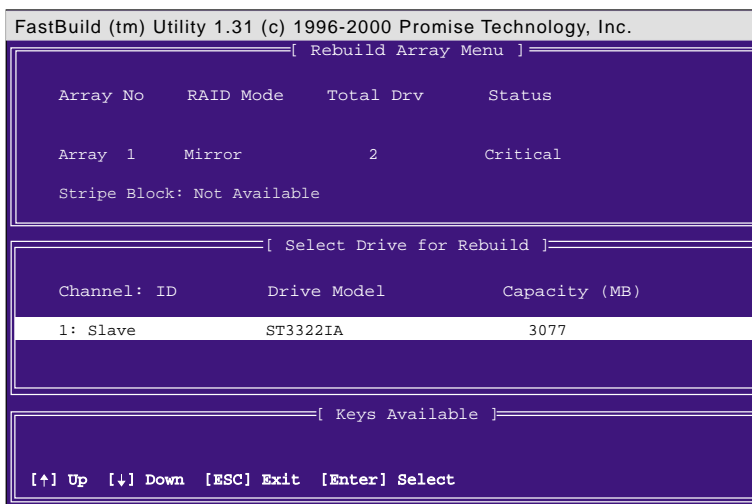 FastBuild (tm) Utility 1.31 (c) 1996-2000 Promise Technology, Inc.
[ Rebuild Array Menu ]
Array No RAID Mode Total Drv Status
Array 1 Mirror 2 Critical
Stripe Block: Not Available
[ Select Drive for Rebuild ]
Channel: ID Drive Model Capacity (MB)
1: Slave ST3322IA 3077
[ Keys Available ]
[↑] Up [↓] Down [ESC] Exit [Enter] Select